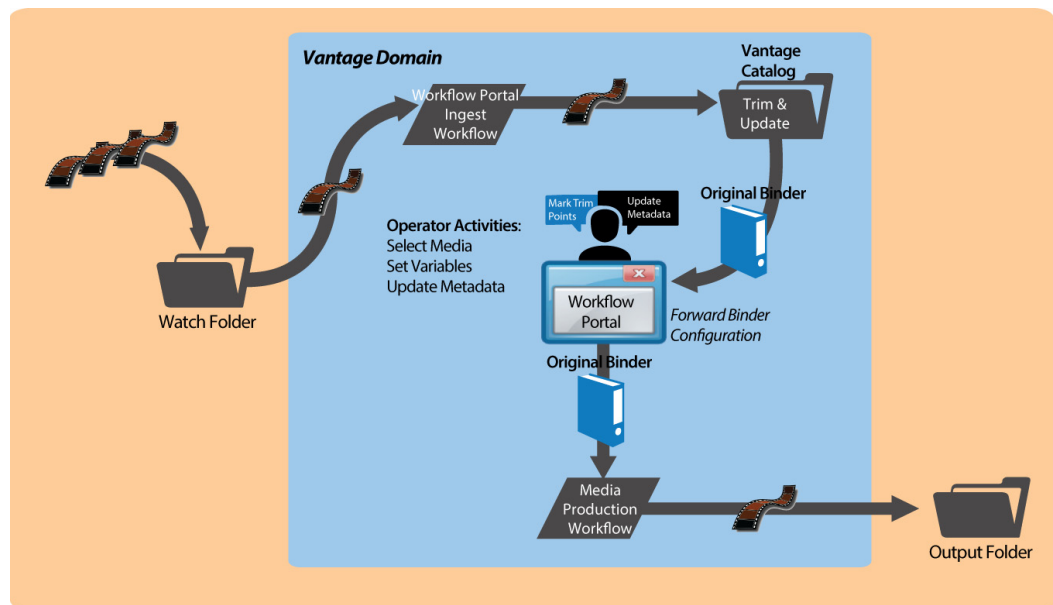 Vantage Domain
Vantage
Catalog
Workflow Portal
Ingest
Workflow
Trim &
Update
Mark Trim
Points
Update
Metadata
Original Binder
Operator Activities:
Select Media
Set Variables
Update Metadata
Watch Folder
Workflow
Portal
Forward Binder
Configuration
Original Binder
Media
Production
Workflow
Output Folder